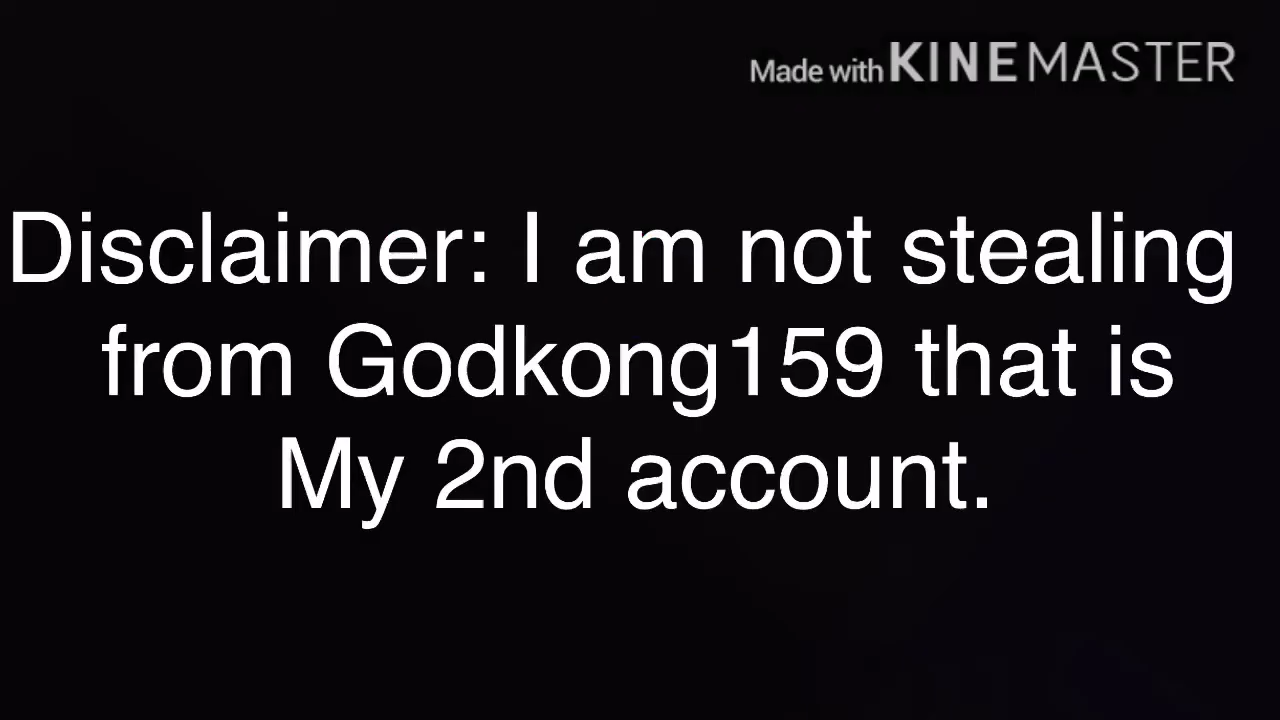 Made with KINEMASTER
Disclaimer: I am not stealing
from Godkong159 that is
My 2nd account.